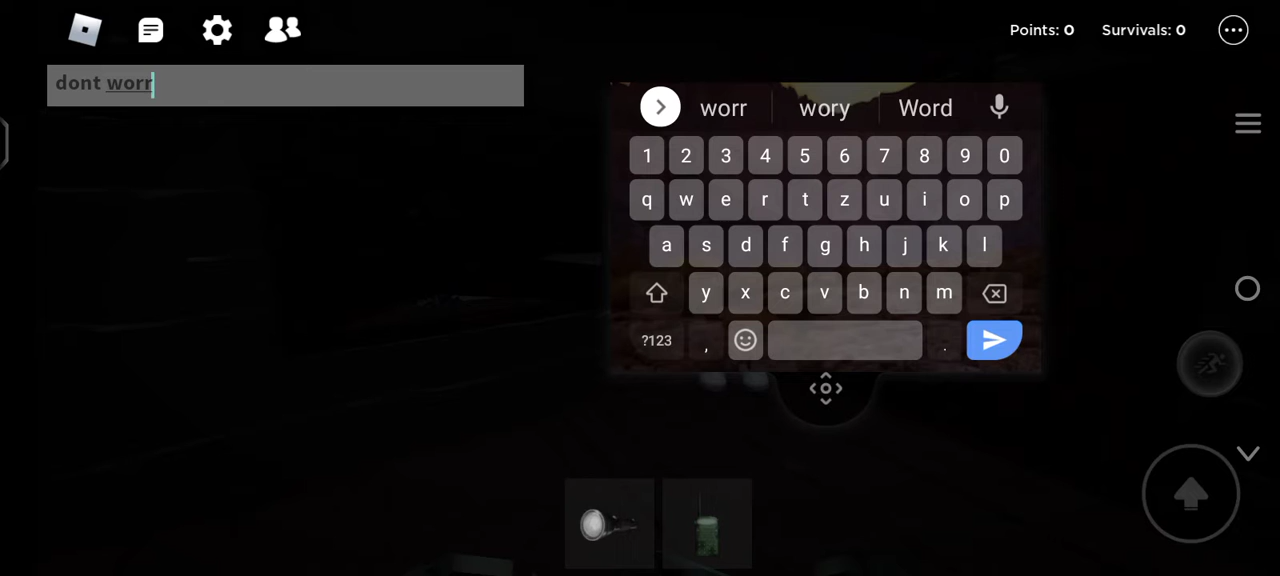 Points: 0 Survivals: 0
dont worr
worr wory Word
1 2 3 4 5 6 7 8 9 0
q w e r t z u i o p
a s d f g h j k l
y x c v b n m
?123 , .